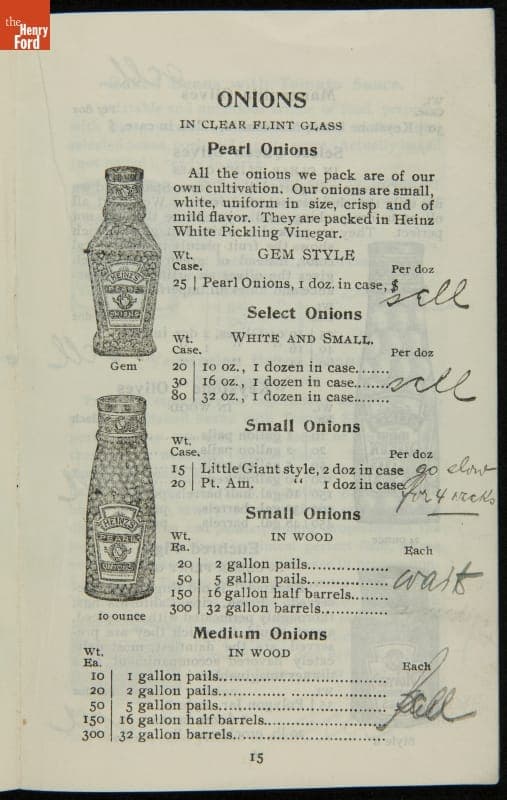 the
Henry
Ford
ONIONS
IN CLEAR FLINT GLASS
Pearl Onions
All the onions we pack are of our
own cultivation. Our onions are small,
white, uniform in size, crisp and of
mild flavor. They are packed in Heinz
White Pickling Vinegar.
Wt. GEM STYLE
Case. Per doz
25 | Pearl Onions, 1 doz. in case, $ sell
HEINZ'S
PEARL
ONIONS
Gem
Select Onions
Wt. WHITE AND SMALL.
Case. Per doz
20 | 10 oz., 1 dozen in case.......
30 | 16 oz., 1 dozen in case........ sell
80 | 32 oz., 1 dozen in case........
Small Onions
Wt.
Case. Per doz
15 | Little Giant style, 2 doz in case go slow
20 | Pt. Am. " 1 doz in case for 4 weeks
HEINZ'S
PEARL
ONIONS
10 ounce
Small Onions
Wt. IN WOOD
Ea. Each
20 | 2 gallon pails................
50 | 5 gallon pails................ wait
150 | 16 gallon half barrels........
300 | 32 gallon barrels.............
Medium Onions
Wt. IN WOOD
Ea. Each
10 | 1 gallon pails.........................
20 | 2 gallon pails.........................
50 | 5 gallon pails.........................
150 | 16 gallon half barrels.................
300 | 32 gallon barrels......................
15